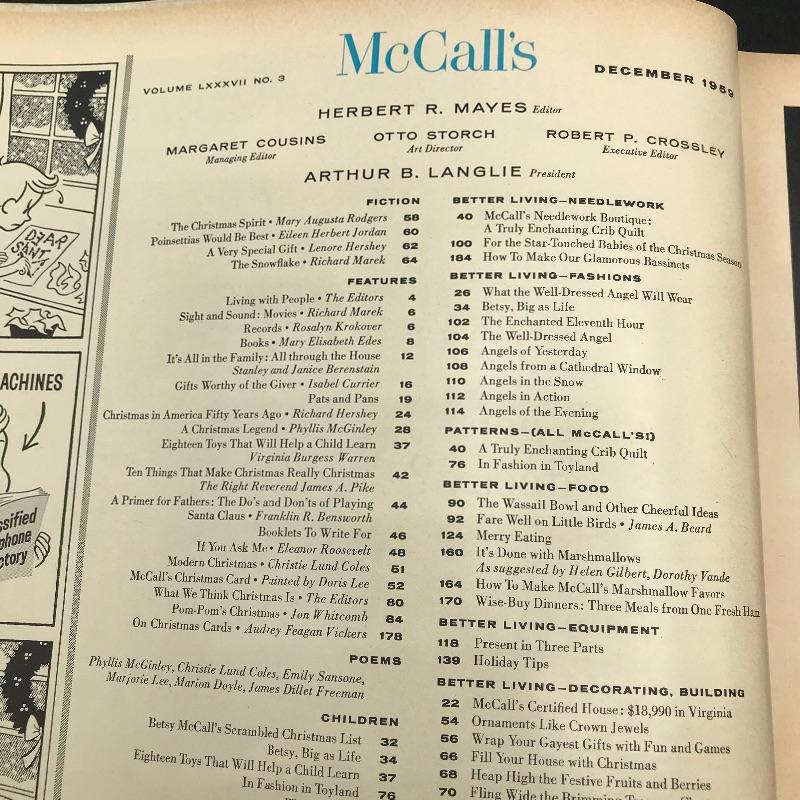 McCall's
VOLUME LXXXVII NO. 3
DECEMBER 1959
HERBERT R. MAYES Editor
MARGARET COUSINS
Managing Editor
OTTO STORCH
Art Director
ROBERT P. CROSSLEY
Executive Editor
ARTHUR B. LANGLIE President
FICTION
The Christmas Spirit • Mary Augusta Rodgers 58
Poinsettias Would Be Best • Eileen Herbert Jordan 60
A Very Special Gift • Lenore Hershey 62
The Snowflake • Richard Marek 64
FEATURES
Living with People • The Editors 4
Sight and Sound: Movies • Richard Marek 6
Records • Rosalyn Krokover 6
Books • Mary Elisabeth Edes 8
It's All in the Family: All through the House 12
Stanley and Janice Berenstain
Gifts Worthy of the Giver • Isabel Currier 16
Pats and Pans 19
Christmas in America Fifty Years Ago • Richard Hershey 24
A Christmas Legend • Phyllis McGinley 28
Eighteen Toys That Will Help a Child Learn 37
Virginia Burgess Warren
Ten Things That Make Christmas Really Christmas 42
The Right Reverend James A. Pike
A Primer for Fathers: The Do's and Don'ts of Playing 44
Santa Claus • Franklin R. Bensworth
Booklets To Write For 46
If You Ask Me • Eleanor Roosevelt 48
Modern Christmas • Christie Lund Coles 51
McCall's Christmas Card • Painted by Doris Lee 52
What We Think Christmas Is • The Editors 80
Pom-Pom's Christmas • Jon Whitcomb 84
On Christmas Cards • Audrey Feagan Vickers 178
POEMS
Phyllis McGinley, Christie Lund Coles, Emily Sansone,
Marjorie Lee, Marion Doyle, James Dillet Freeman
CHILDREN
Betsy McCall's Scrambled Christmas List 32
Betsy, Big as Life 34
Eighteen Toys That Will Help a Child Learn 37
In Fashion in Toyland 76
BETTER LIVING—NEEDLEWORK
40 McCall's Needlework Boutique:
A Truly Enchanting Crib Quilt
100 For the Star-Touched Babies of the Christmas Season
184 How To Make Our Glamorous Bassinets
BETTER LIVING—FASHIONS
26 What the Well-Dressed Angel Will Wear
34 Betsy, Big as Life
102 The Enchanted Eleventh Hour
104 The Well-Dressed Angel
106 Angels of Yesterday
108 Angels from a Cathedral Window
110 Angels in the Snow
112 Angels in Action
114 Angels of the Evening
PATTERNS—(ALL McCALL'S!)
40 A Truly Enchanting Crib Quilt
76 In Fashion in Toyland
BETTER LIVING—FOOD
90 The Wassail Bowl and Other Cheerful Ideas
92 Fare Well on Little Birds • James A. Beard
124 Merry Eating
160 It's Done with Marshmallows
As suggested by Helen Gilbert, Dorothy Vande
164 How To Make McCall's Marshmallow Favors
170 Wise-Buy Dinners: Three Meals from One Fresh Ham
BETTER LIVING—EQUIPMENT
118 Present in Three Parts
139 Holiday Tips
BETTER LIVING—DECORATING, BUILDING
22 McCall's Certified House: $18,990 in Virginia
54 Ornaments Like Crown Jewels
56 Wrap Your Gayest Gifts with Fun and Games
66 Fill Your House with Christmas
68 Heap High the Festive Fruits and Berries
70 Fling Wide the
DEAR
SANT
ACHINES
ssified
phone
ctory